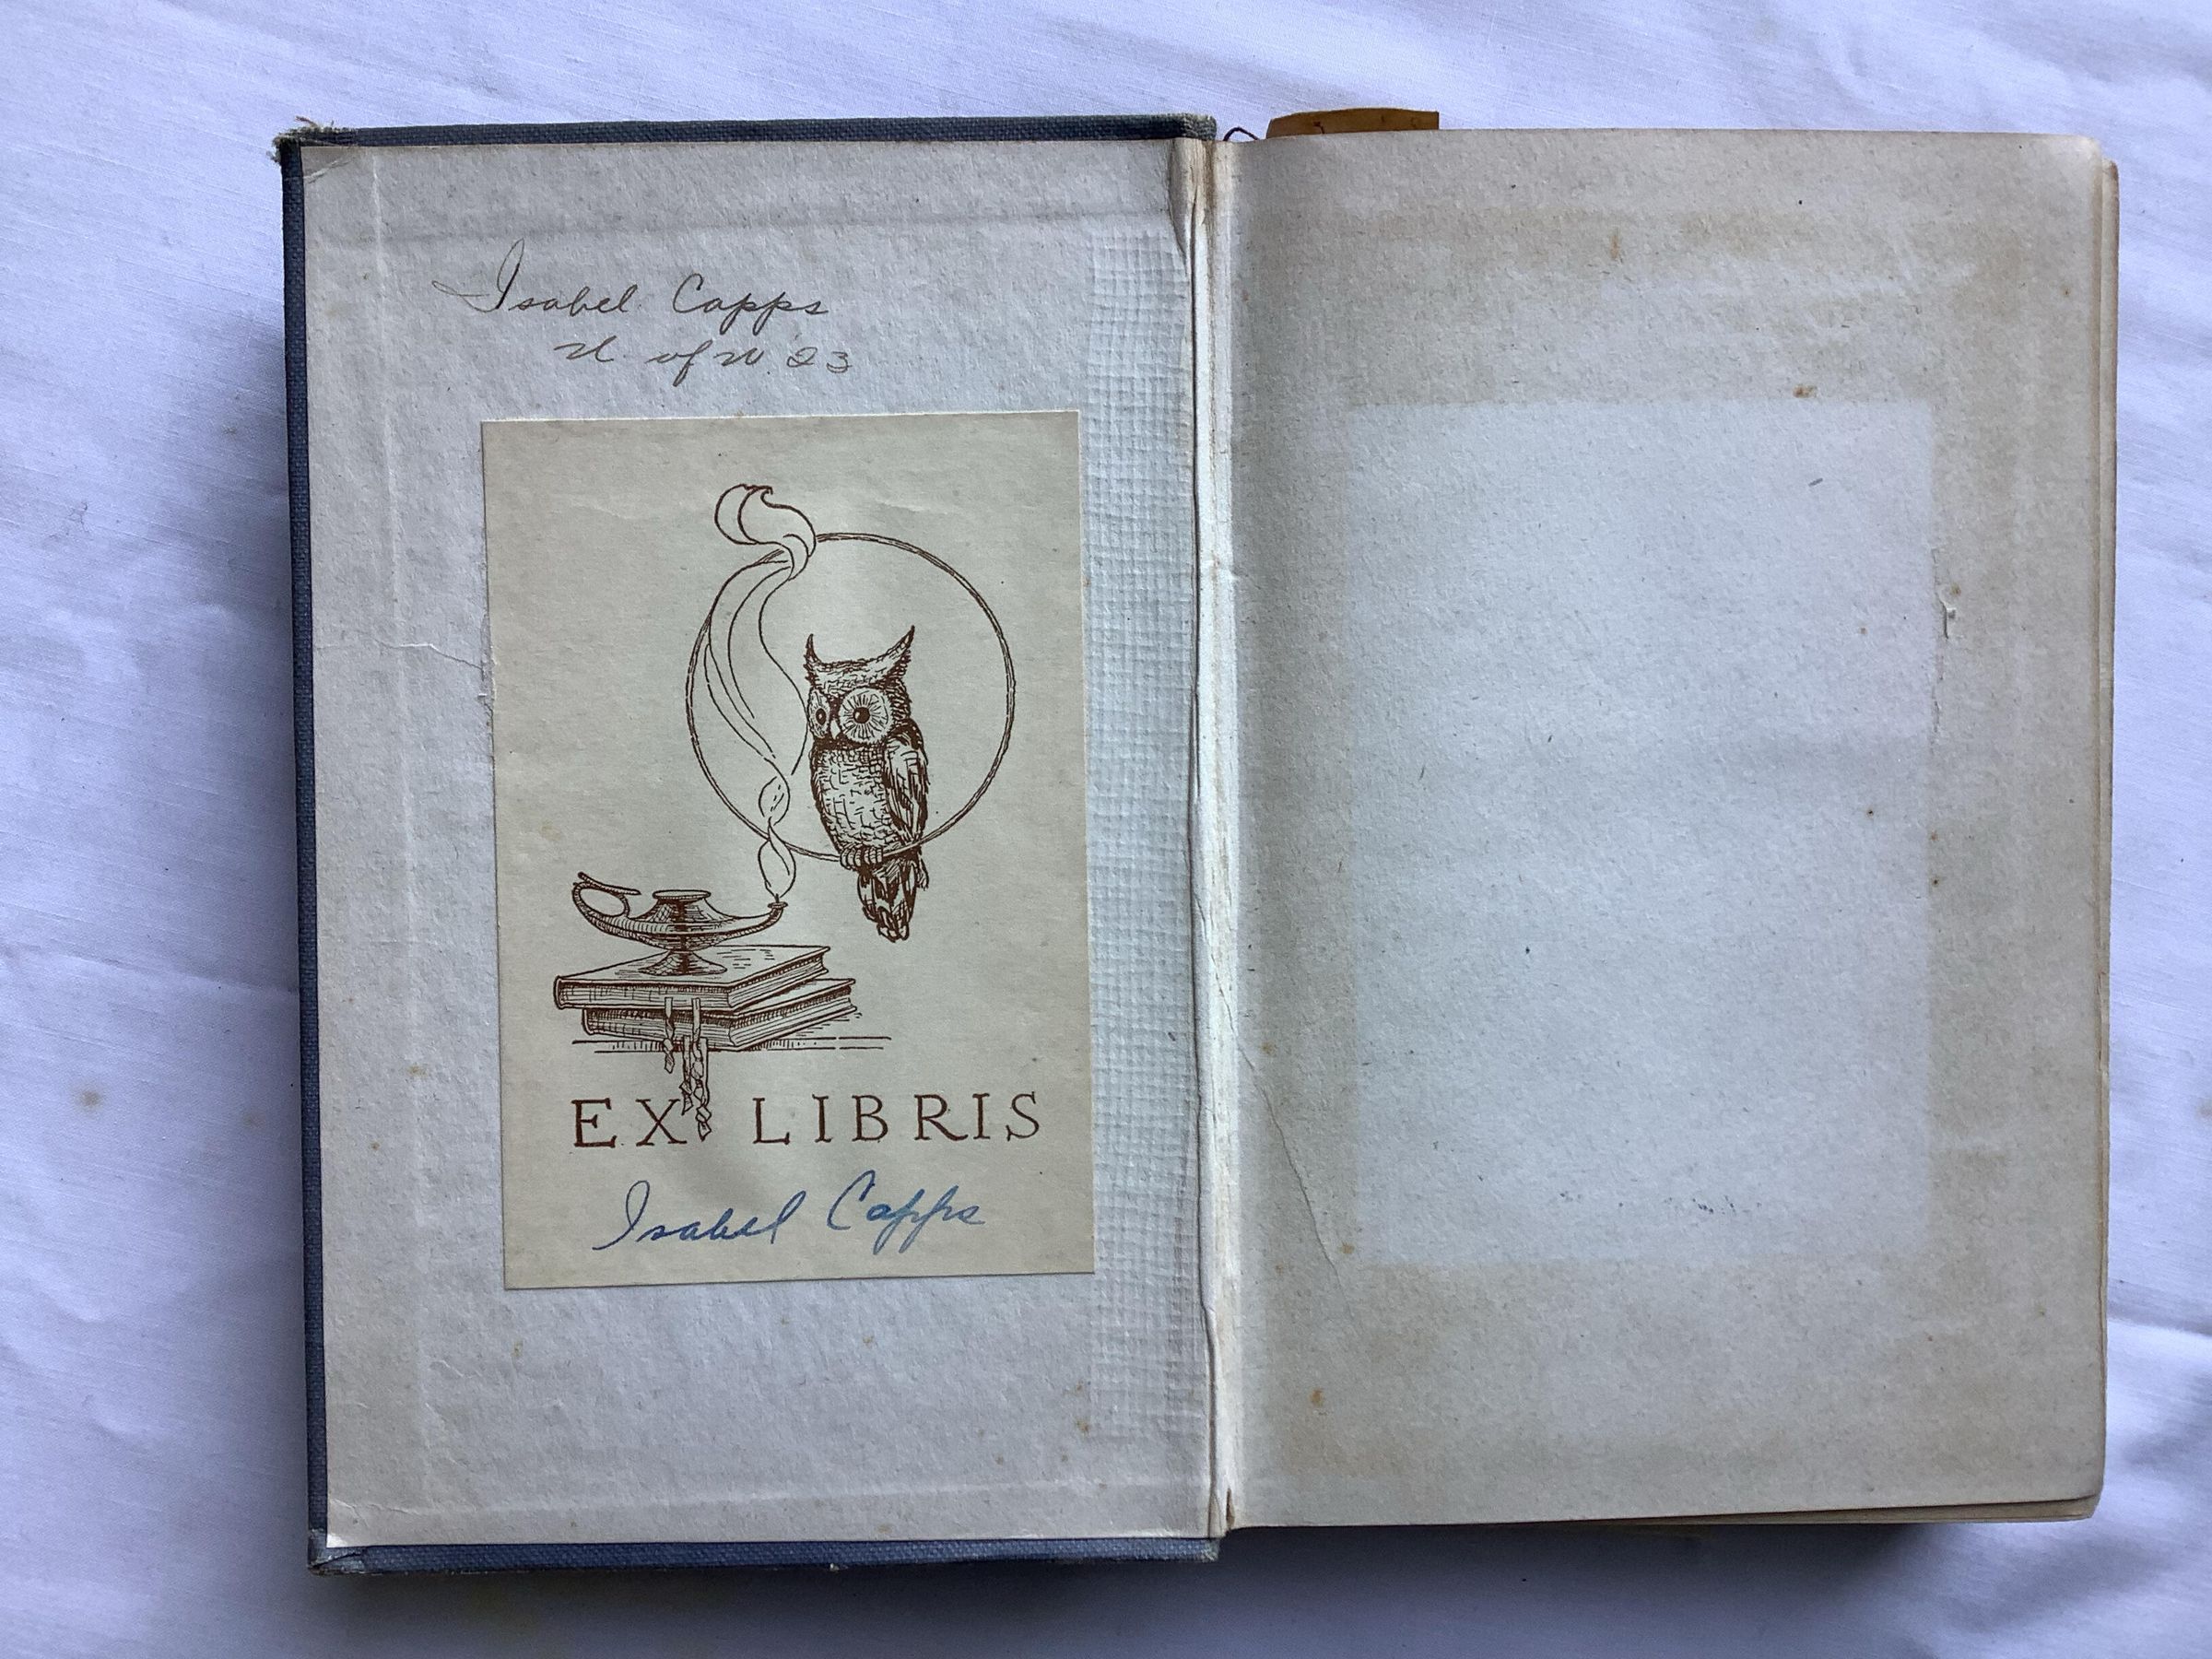 Isabel Capps
U. of W. '23
EX LIBRIS
Isabel Capps